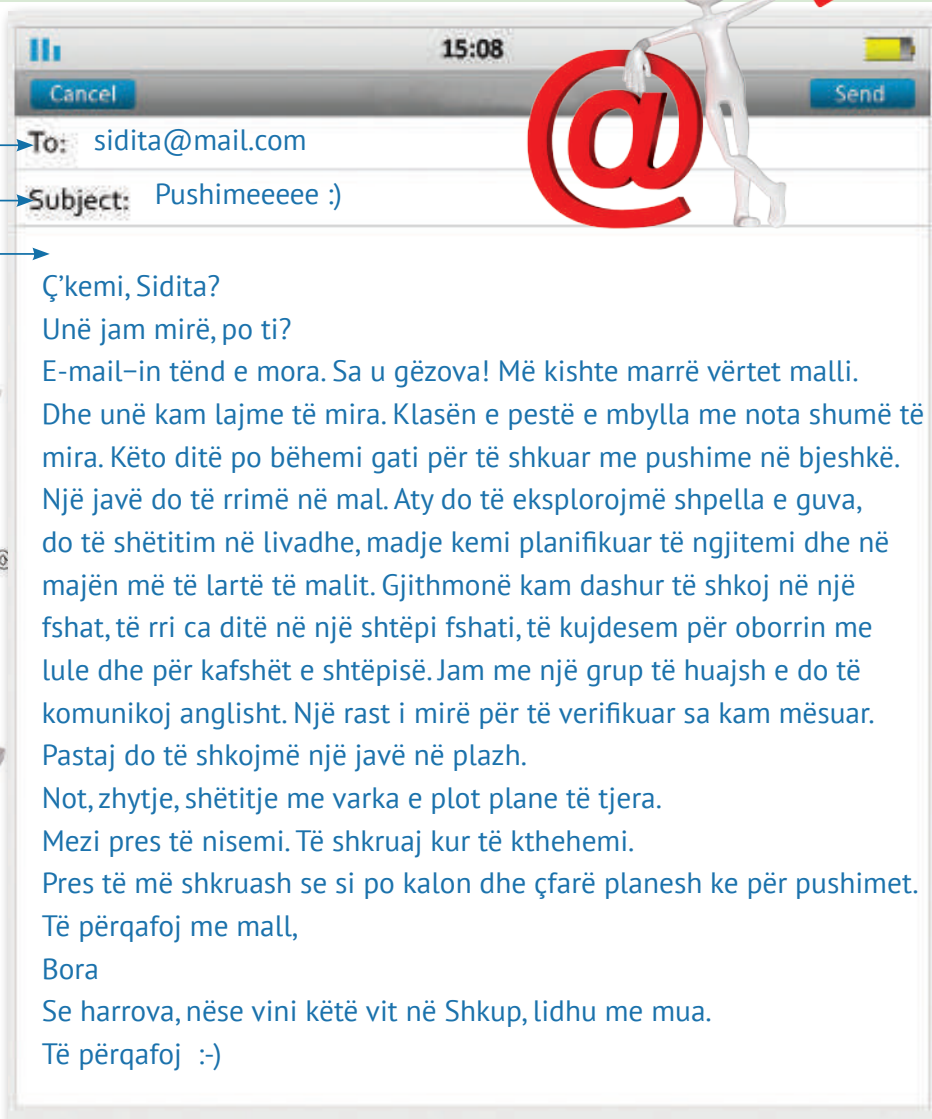 15:08
Cancel
Send
To: sidita@mail.com
@
Subject: Pushimeeeee :)
Ç’kemi, Sidita?
Unë jam mirë, po ti?
E-mail–in tënd e mora. Sa u gëzova! Më kishte marrë vërtet malli.
Dhe unë kam lajme të mira. Klasën e pestë e mbylla me nota shumë të
mira. Këto ditë po bëhemi gati për të shkuar me pushime në bjeshkë.
Një javë do të rrimë në mal. Aty do të eksplorojmë shpella e guva,
do të shëtitim në livadhe, madje kemi planifikuar të ngjitemi dhe në
majën më të lartë të malit. Gjithmonë kam dashur të shkoj në një
fshat, të rri ca ditë në një shtëpi fshati, të kujdesem për oborrin me
lule dhe për kafshët e shtëpisë. Jam me një grup të huajsh e do të
komunikoj anglisht. Një rast i mirë për të verifikuar sa kam mësuar.
Pastaj do të shkojmë një javë në plazh.
Not, zhytje, shëtitje me varka e plot plane të tjera.
Mezi pres të nisemi. Të shkruaj kur të kthehemi.
Pres të më shkruash se si po kalon dhe çfarë planesh ke për pushimet.
Të përqafoj me mall,
Bora
Se harrova, nëse vini këtë vit në Shkup, lidhu me mua.
Të përqafoj :-)